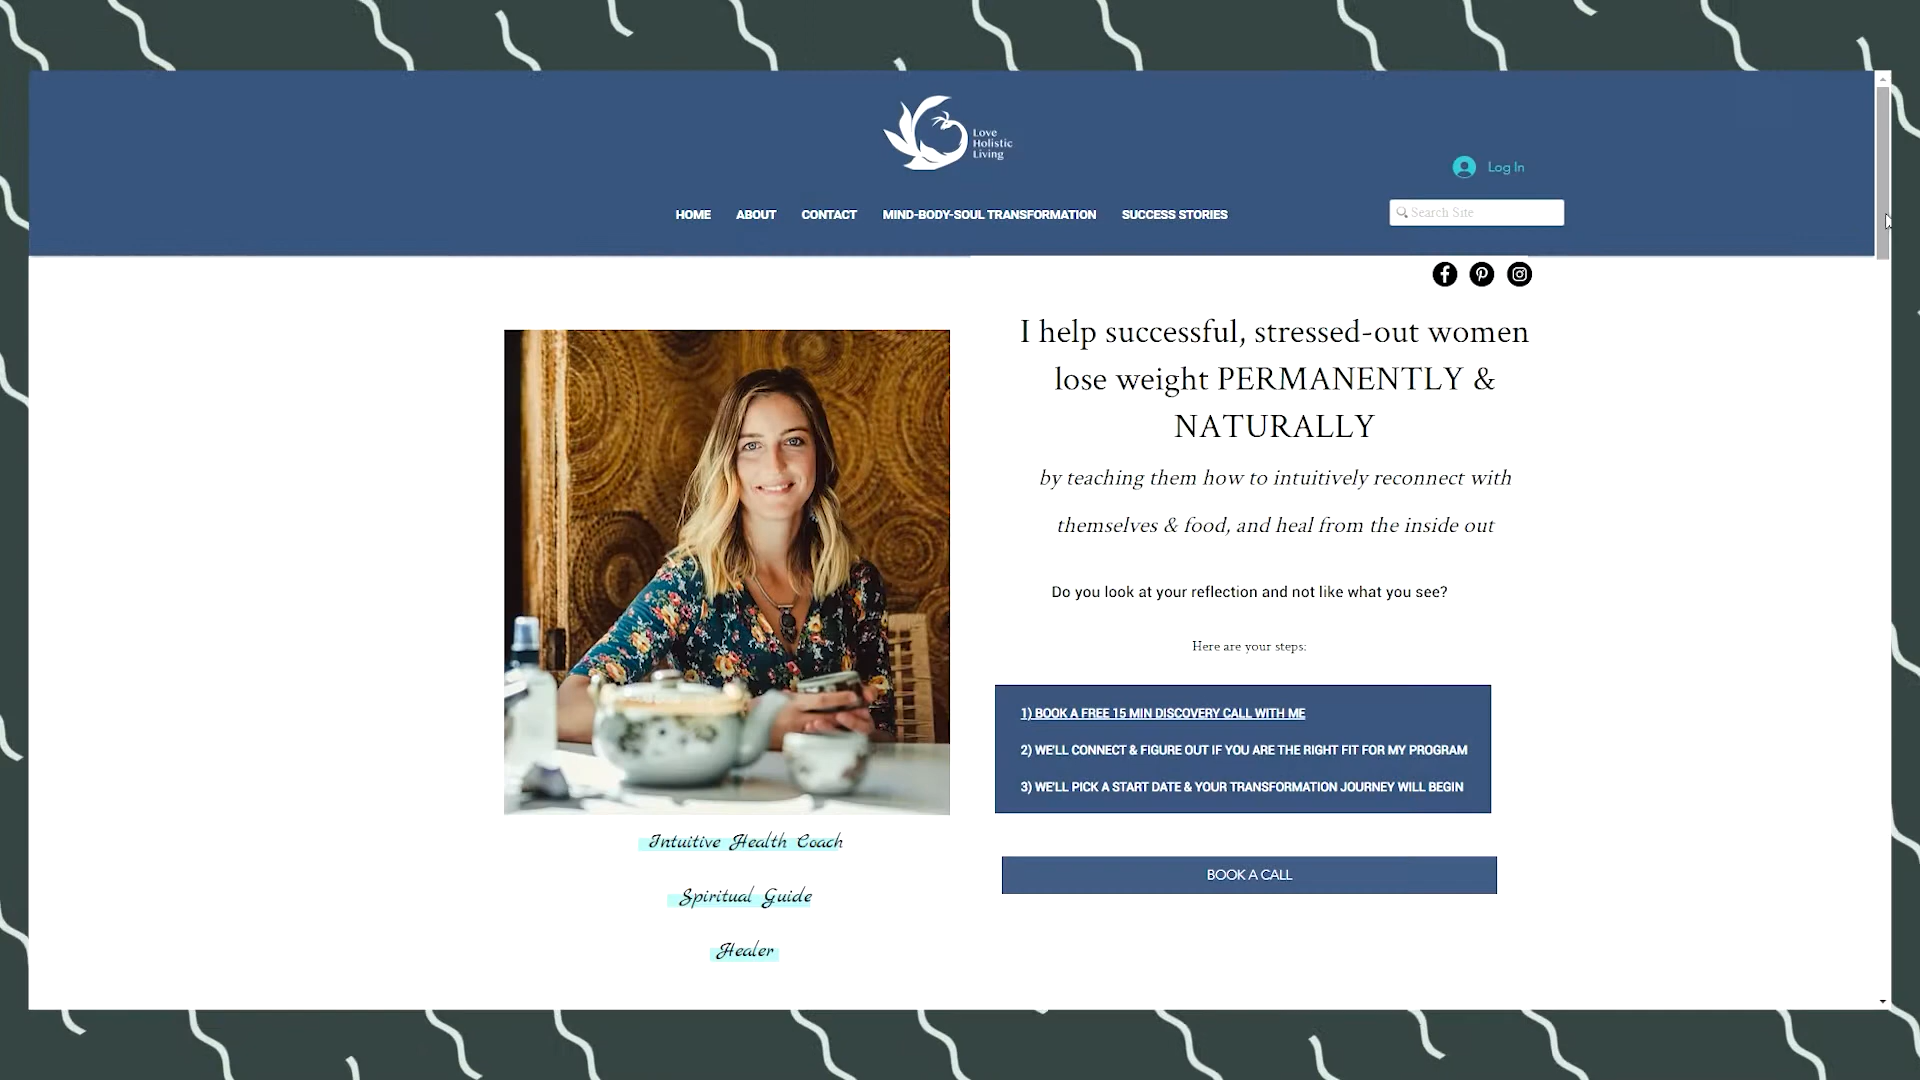 Love
Holistic
Living
Log In
HOME ABOUT CONTACT MIND-BODY-SOUL TRANSFORMATION SUCCESS STORIES
Search Site
I help successful, stressed-out women
lose weight PERMANENTLY &
NATURALLY
by teaching them how to intuitively reconnect with
themselves & food, and heal from the inside out
Do you look at your reflection and not like what you see?
Here are your steps:
1) BOOK A FREE 15 MIN DISCOVERY CALL WITH ME
2) WE'LL CONNECT & FIGURE OUT IF YOU ARE THE RIGHT FIT FOR MY PROGRAM
3) WE'LL PICK A START DATE & YOUR TRANSFORMATION JOURNEY WILL BEGIN
BOOK A CALL
Intuitive Health Coach
Spiritual Guide
Healer